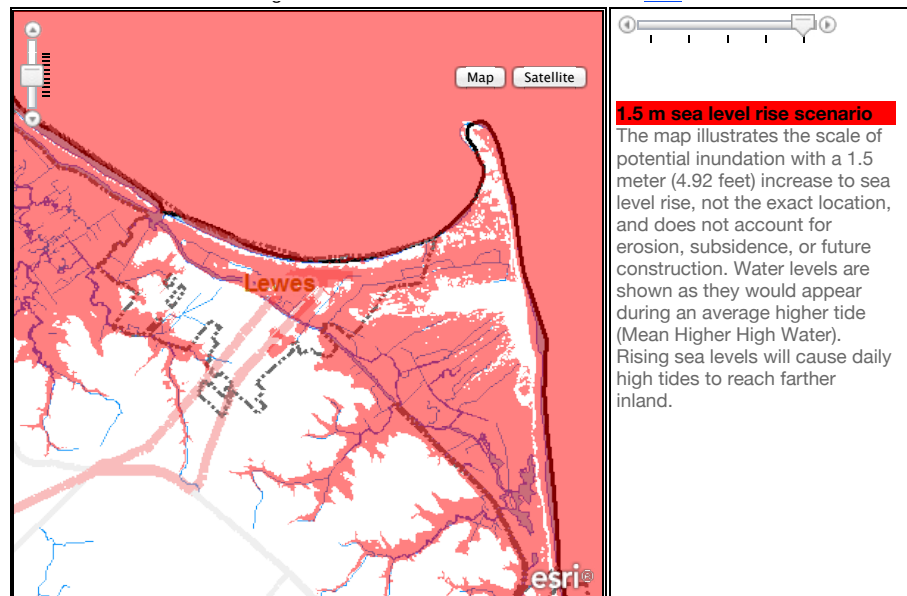 Map
Satellite
Lewes
esri®
1.5 m sea level rise scenario
The map illustrates the scale of
potential inundation with a 1.5
meter (4.92 feet) increase to sea
level rise, not the exact location,
and does not account for
erosion, subsidence, or future
construction. Water levels are
shown as they would appear
during an average higher tide
(Mean Higher High Water).
Rising sea levels will cause daily
high tides to reach farther
inland.